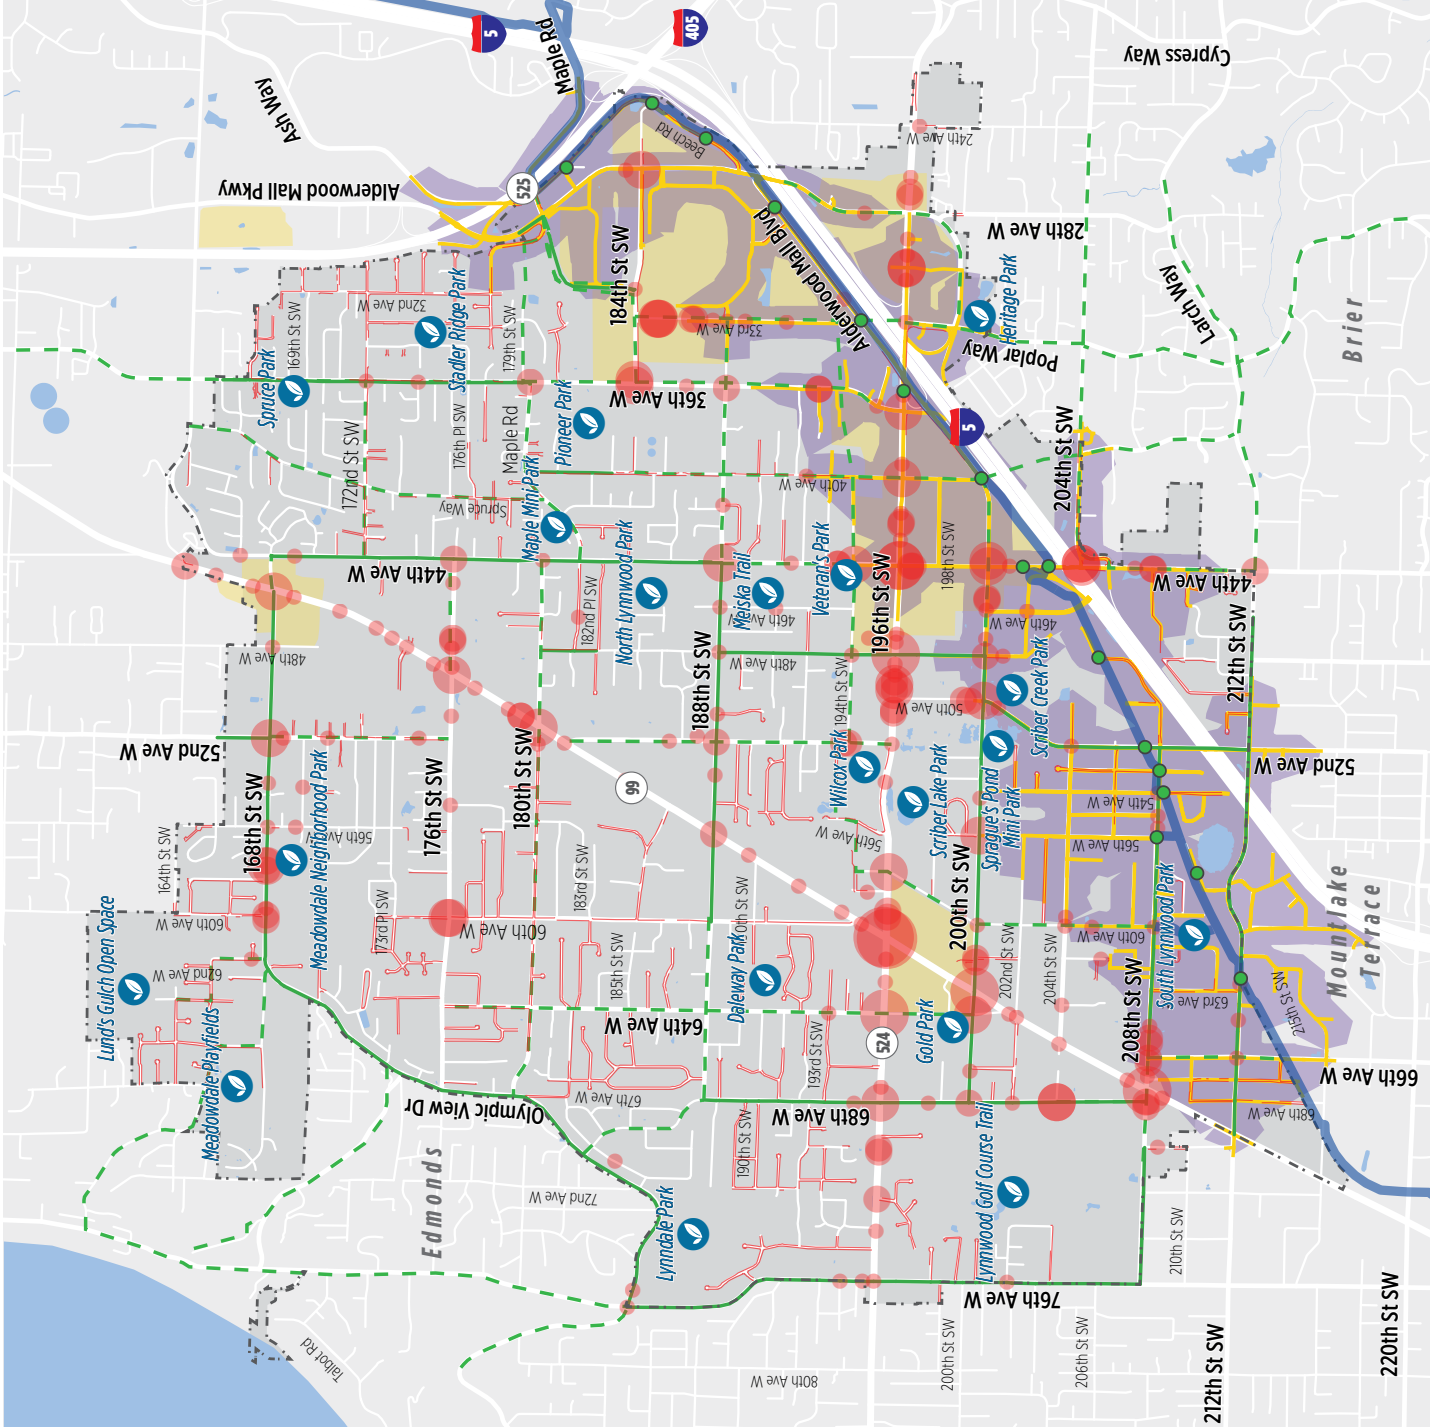 5
405
Maple Rd
Cypress Way
Ash Way
Beech Rd
24th Ave W
Alderwood Mall Pkwy
525
28th Ave W
184th St SW
Alderwood Mall Blvd
Stadler Ridge Park
32nd Ave W
169th St SW
179th St SW
33rd Ave W
Heritage Park
Larch Way
Brier
Poplar Way
Spruce Park
36th Ave W
Pioneer Park
176th Pl SW
Maple Rd
172nd St SW
5
204th St SW
40th Ave W
Spruce Way
Maple Mini Park
North Lynnwood Park
44th Ave W
182nd Pl SW
Meiska Trail
Veteran's Park
196th St SW
198th St SW
44th Ave W
46th Ave W
46th Ave W
212th St SW
48th Ave W
188th St SW
48th Ave W
194th St SW
50th Ave W
Scriber Creek Park
52nd Ave W
180th St SW
99
Wilcox Park
Scriber Lake Park
Sprague's Pond
Mini Park
52nd Ave W
Meadowdale Neighborhood Park
168th St SW
176th St SW
54th Ave W
164th St SW
56th Ave W
56th Ave W
56th Ave W
183rd St SW
200th St SW
Mountlake
Terrace
Lund's Gulch Open Space
60th Ave W
173rd Pl SW
60th Ave W
60th Ave W
South Lynnwood Park
62nd Ave W
185th St SW
Daleway Park
202nd St SW
204th St SW
63rd Ave W
215th St SW
Meadowdale Playfields
64th Ave W
524
Gold Park
208th St SW
193rd St SW
66th Ave W
Olympic View Dr
67th Ave W
68th Ave W
68th Ave W
190th St SW
Edmonds
72nd Ave W
Lynndale Park
Lynnwood Golf Course Trail
210th St SW
76th Ave W
Talbot Rd
80th Ave W
200th St SW
206th St SW
212th St SW
220th St SW